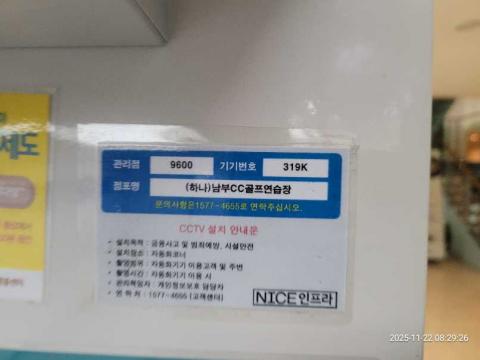 세도
관리점 9600 기기번호 319K
점포명 (하나)남부CC골프연습장
문의사항은1577-4655로 연락주십시오.
CCTV 설치 안내문
• 설치목적 : 금융사고 및 범죄예방, 시설안전
• 설치장소 : 자동화코너
• 촬영범위 : 자동화기기 이용고객 및 주변
• 촬영시간 : 자동화기기 이용 시
• 관리책임자 : 개인정보보호 담당자
• 연 락 처 : 1577-4655 (고객센터)
NICE인프라
2025-11-22 08:29:26